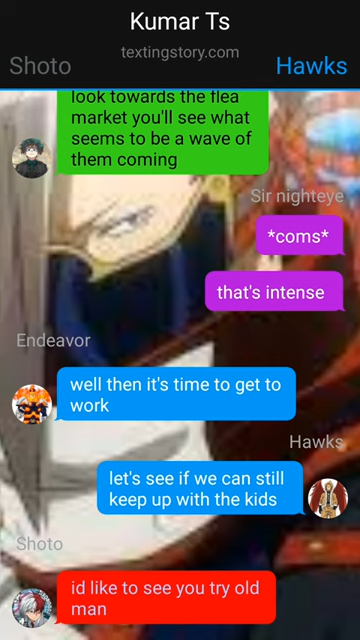 Kumar Ts
textingstory.com
Shoto
Hawks
look towards the flea
market you'll see what
seems to be a wave of
them coming
Sir nighteye
*coms*
that's intense
Endeavor
well then it's time to get to
work
Hawks
let's see if we can still
keep up with the kids
Shoto
id like to see you try old
man